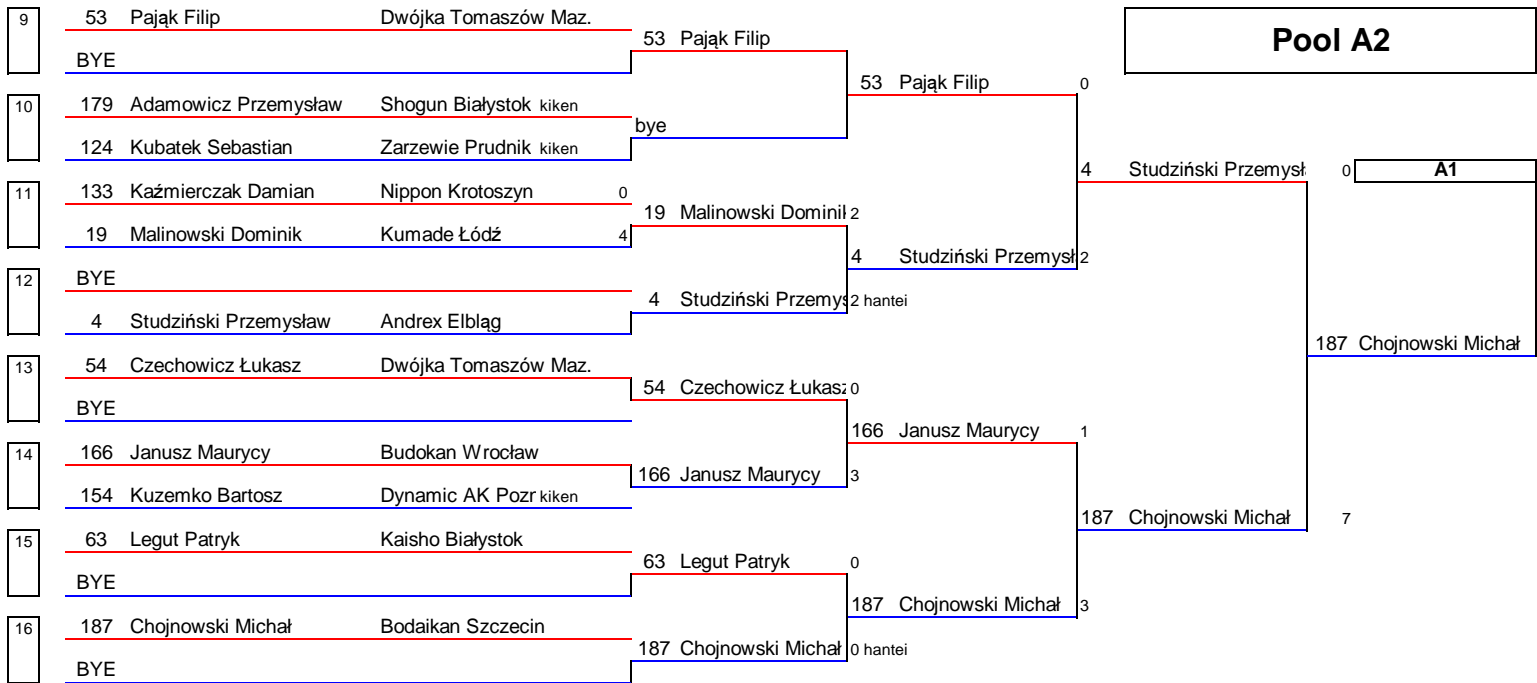 9 53 Pająk Filip Dwójka Tomaszów Maz.
BYE
53 Pająk Filip
Pool A2
53 Pająk Filip 0
10 179 Adamowicz Przemysław Shogun Białystok kiken
bye
124 Kubatek Sebastian Zarzewie Prudnik kiken
4 Studziński Przemysł 0 A1
11 133 Kaźmierczak Damian Nippon Krotoszyn 0
19 Malinowski Dominik 2
19 Malinowski Dominik Kumade Łódź 4
4 Studziński Przemysł 2
12 BYE
4 Studziński Przemys 2 hantei
4 Studziński Przemysław Andrex Elbląg
187 Chojnowski Michał
13 54 Czechowicz Łukasz Dwójka Tomaszów Maz.
54 Czechowicz Łukasz 0
BYE
166 Janusz Maurycy 1
14 166 Janusz Maurycy Budokan Wrocław
166 Janusz Maurycy 3
154 Kuzemko Bartosz Dynamic AK Pozr kiken
187 Chojnowski Michał 7
15 63 Legut Patryk Kaisho Białystok
63 Legut Patryk 0
BYE
187 Chojnowski Michał 3
16 187 Chojnowski Michał Bodaikan Szczecin
187 Chojnowski Michał 0 hantei
BYE